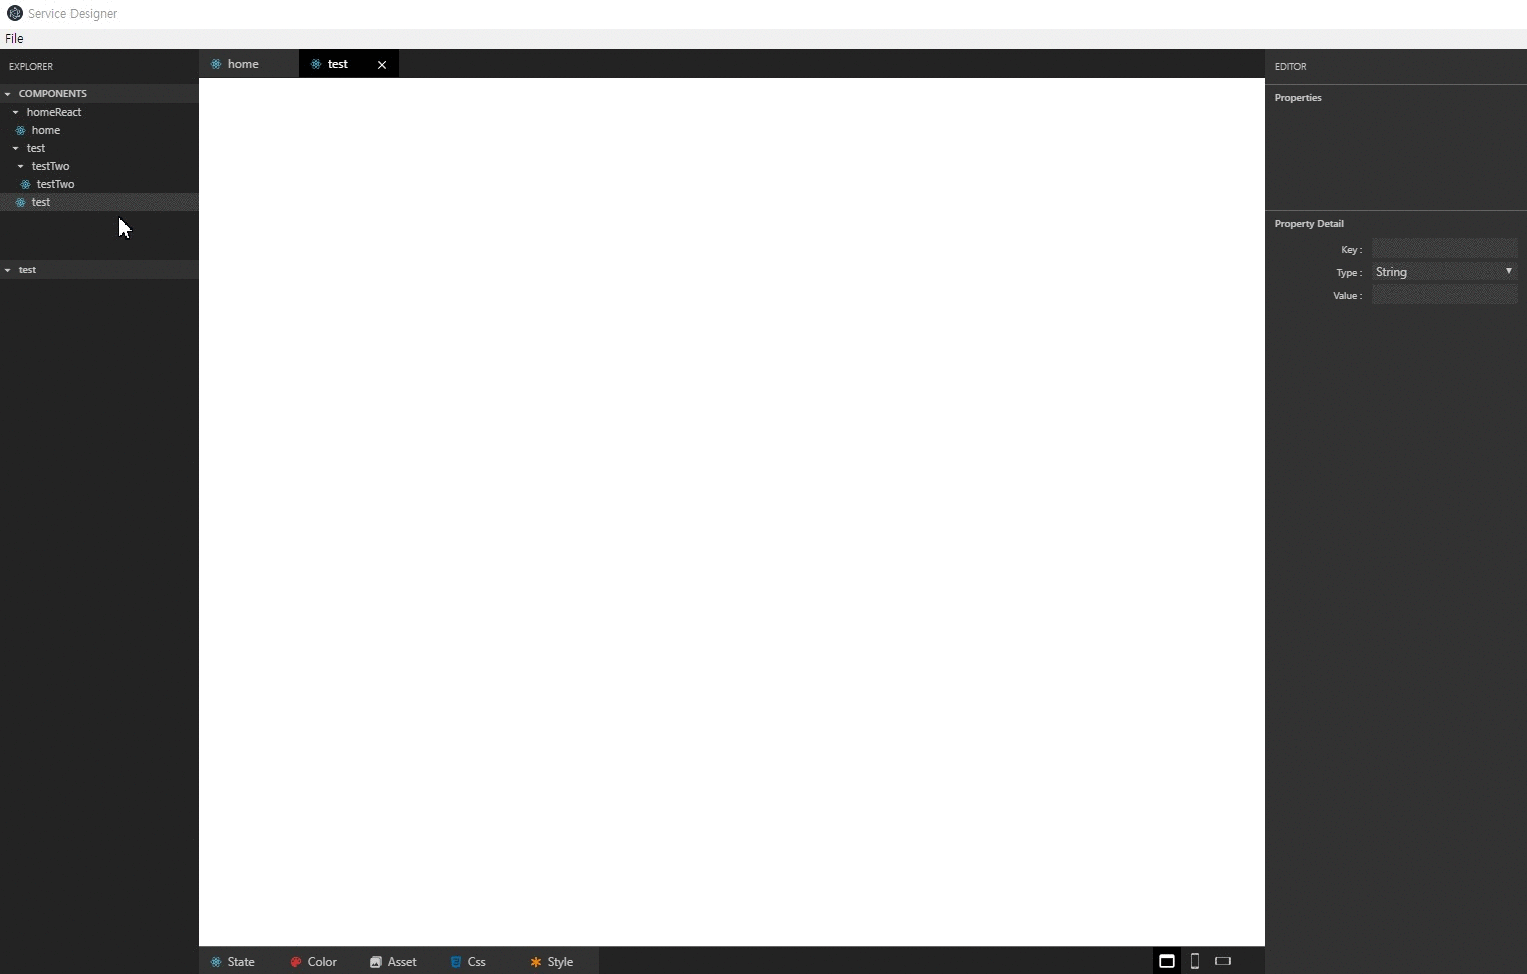 Service Designer
File
EXPLORER
COMPONENTS
homeReact
home
test
testTwo
testTwo
test
test
home
test
EDITOR
Properties
Property Detail
Key :
Type : String
Value :
State
Color
Asset
Css
Style